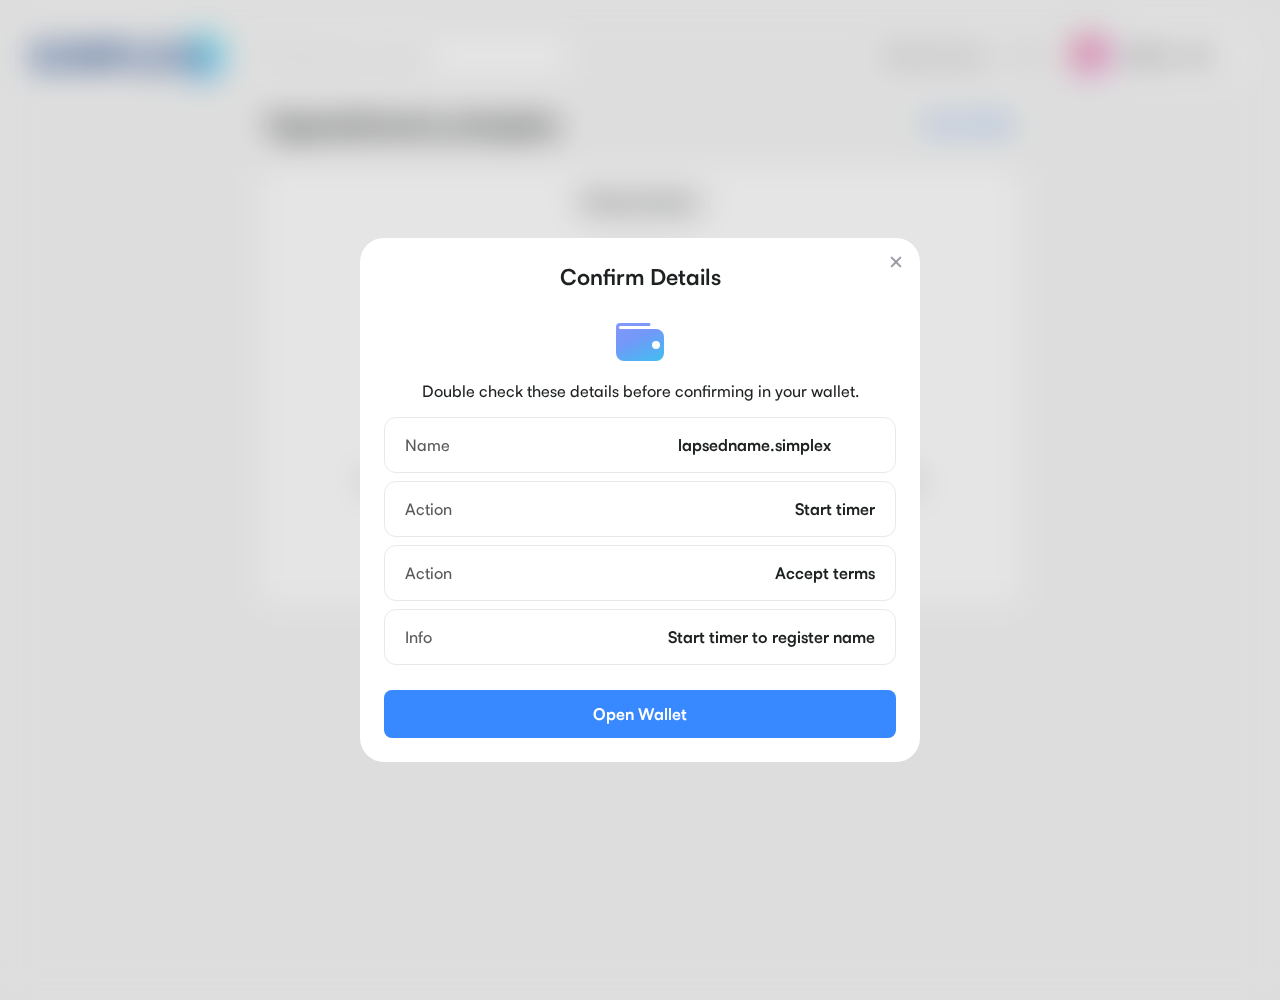 Confirm Details
Double check these details before confirming in your wallet.
Name lapsedname.simplex
Action Start timer
Action Accept terms
Info Start timer to register name
Open Wallet